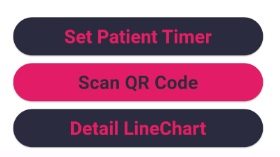 Set Patient Timer
Scan QR Code
Detail LineChart